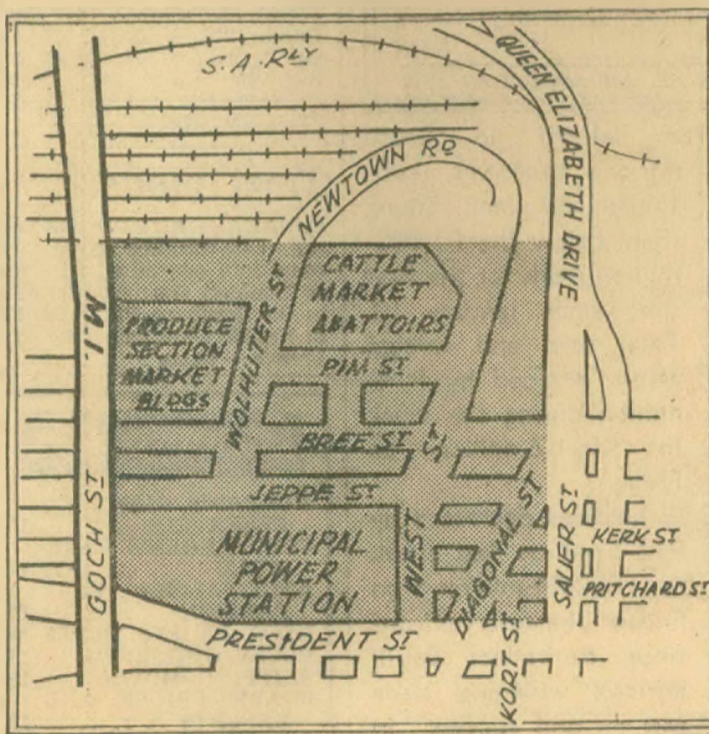 S.A. RLY
QUEEN ELIZABETH DRIVE
NEWTOWN RD
CATTLE
MARKET
ABATTOIRS
M.I.
PRODUCE
SECTION
MARKET
BLDGS
WOLHUTER ST
PIM ST
BREE ST
ST
JEPPE ST
GOCH ST
MUNICIPAL
POWER
STATION
WEST
DIAGONAL ST
SAUER ST
KERK ST
PRITCHARD ST
PRESIDENT ST
KORT ST